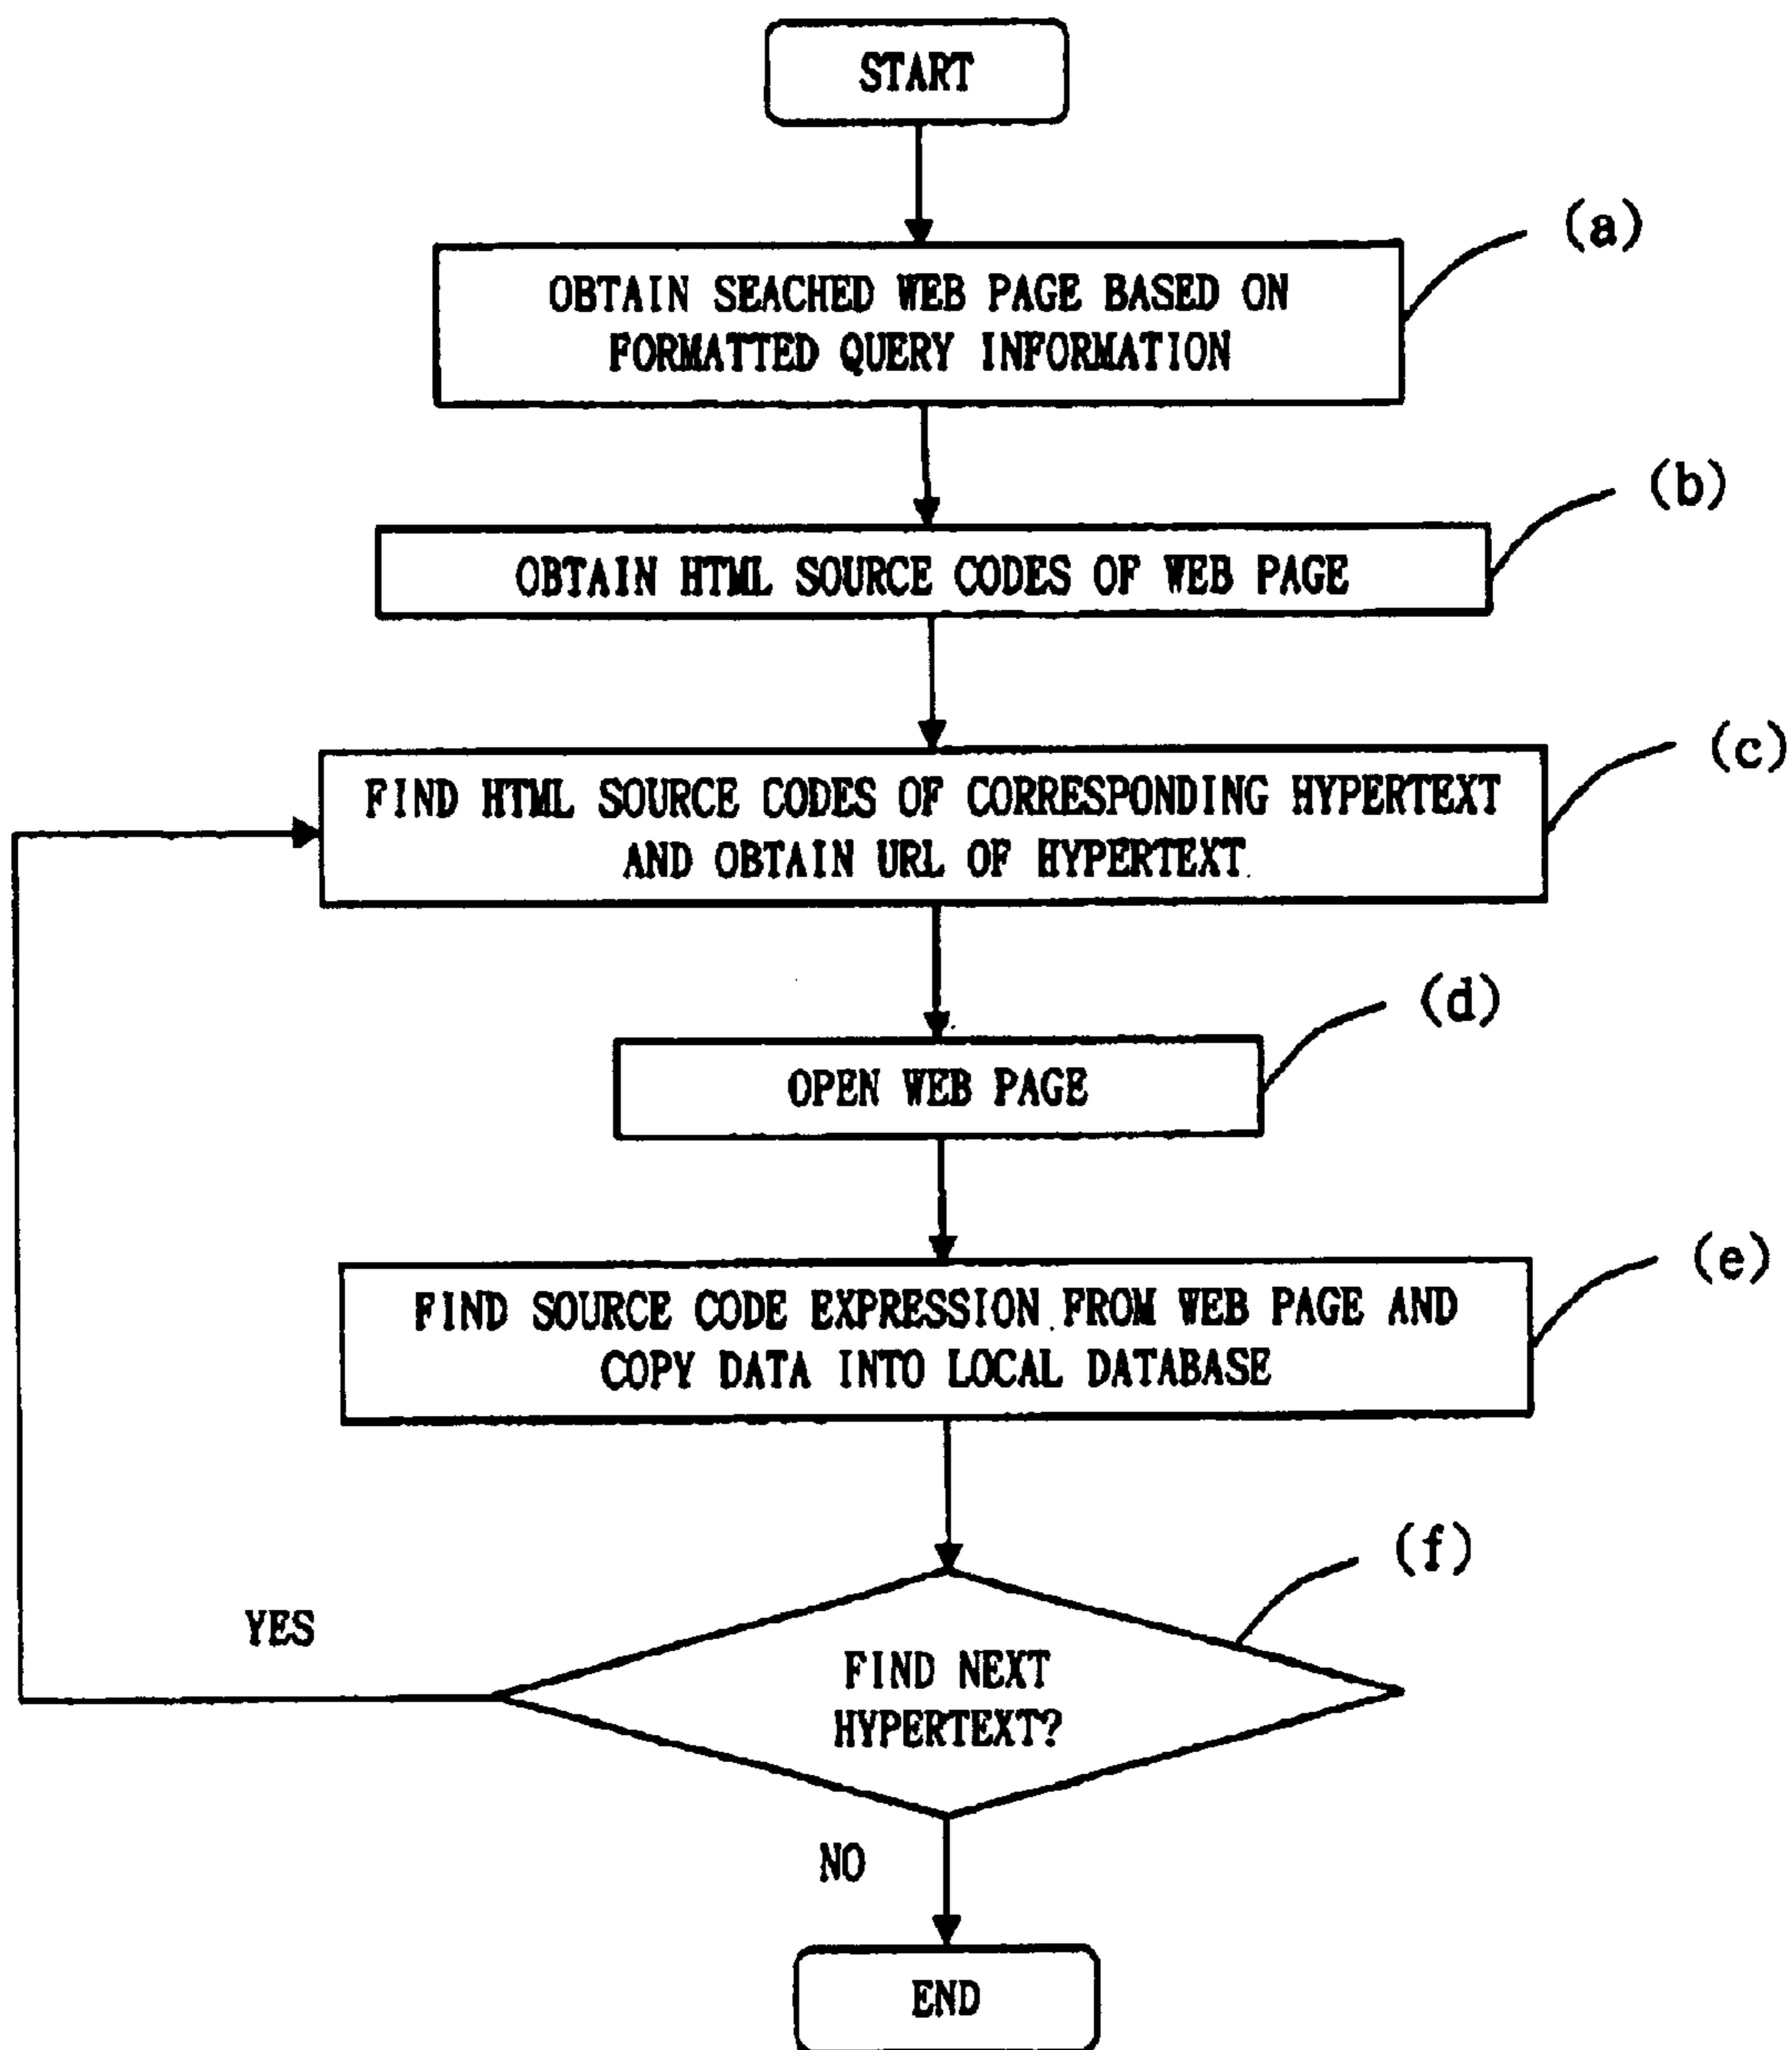 START
(a)
OBTAIN SEACHED WEB PAGE BASED ON
FORMATTED QUERY INFORMATION
(b)
OBTAIN HTML SOURCE CODES OF WEB PAGE
(c)
FIND HTML SOURCE CODES OF CORRESPONDING HYPERTEXT
AND OBTAIN URL OF HYPERTEXT
(d)
OPEN WEB PAGE
(e)
FIND SOURCE CODE EXPRESSION FROM WEB PAGE AND
COPY DATA INTO LOCAL DATABASE
(f)
YES
FIND NEXT
HYPERTEXT?
NO
END